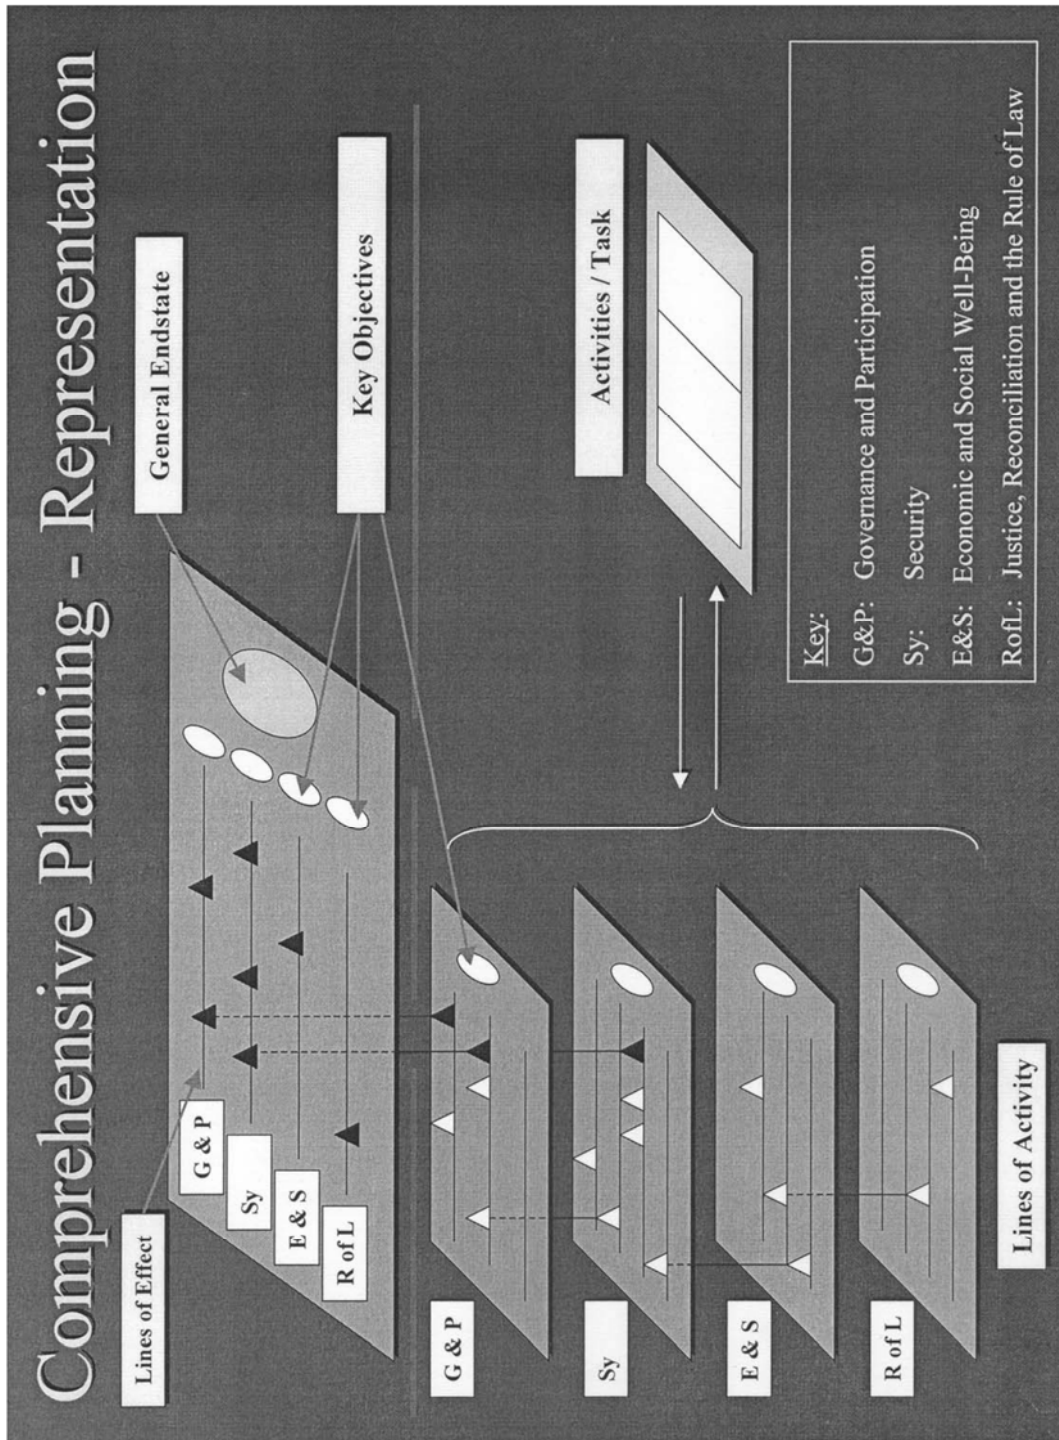 Comprehensive Planning - Representation
Lines of Effect
General Endstate
G & P
Sy
E & S
R of L
Key Objectives
G & P
Sy
E & S
R of L
Activities / Task
Lines of Activity
Key:
G&P: Governance and Participation
Sy: Security
E&S: Economic and Social Well-Being
RofL: Justice, Reconciliation and the Rule of Law